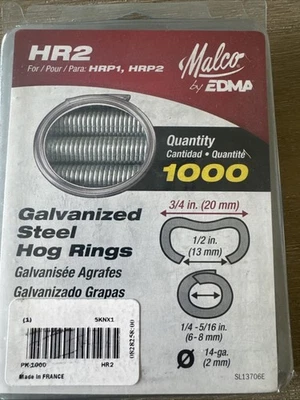 HR2
For / Pour / Para: HRP1, HRP2
Malco
by EDMA
Quantity
Cantidad • Quantité
1000
Galvanized
Steel
Hog Rings
Galvanisée Agrafes
Galvanizado Grapas
3/4 in. (20 mm)
1/2 in.
(13 mm)
1/4 -5/16 in.
(6-8 mm)
14-ga.
(2 mm)
SL13706E
(1) 5KNX1
PK 1000 HR2
Made in FRANCE